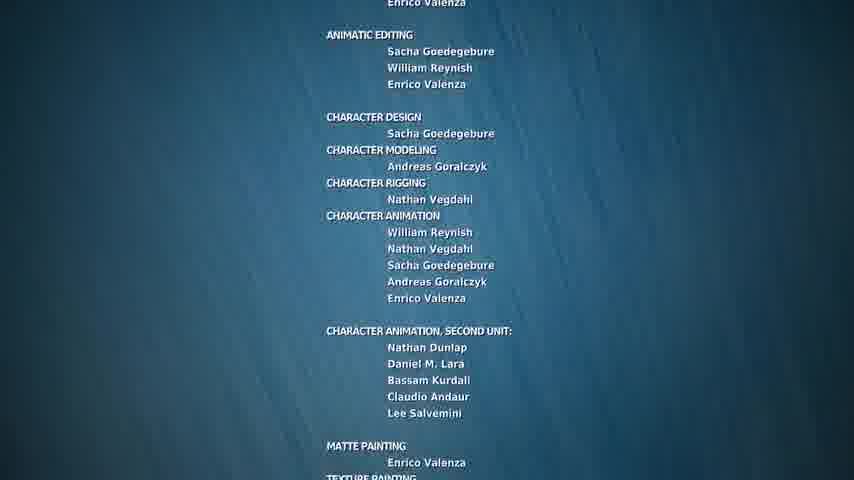 Enrico Valenza
ANIMATIC EDITING
Sacha Goedegebure
William Reynish
Enrico Valenza
CHARACTER DESIGN
Sacha Goedegebure
CHARACTER MODELING
Andreas Goralczyk
CHARACTER RIGGING
Nathan Vegdahl
CHARACTER ANIMATION
William Reynish
Nathan Vegdahl
Sacha Goedegebure
Andreas Goralczyk
Enrico Valenza
CHARACTER ANIMATION, SECOND UNIT:
Nathan Dunlap
Daniel M. Lara
Bassam Kurdali
Claudio Andaur
Lee Salvemini
MATTE PAINTING
Enrico Valenza
TEXTURE PAINTING